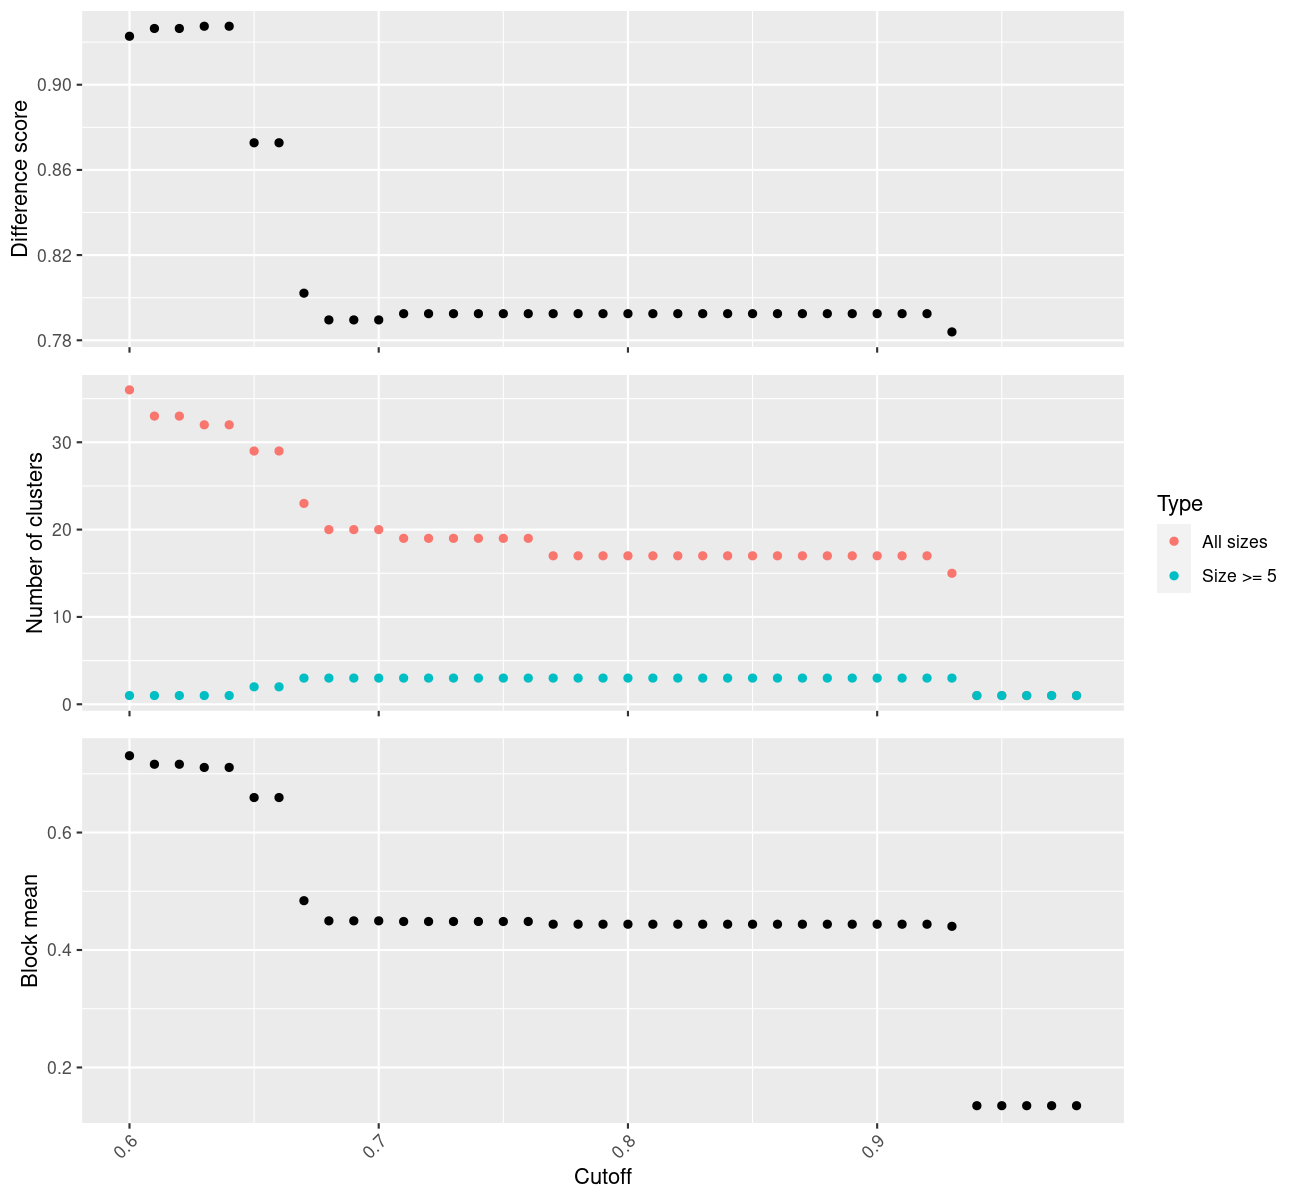 Difference score
0.90
0.86
0.82
0.78
Number of clusters
30
20
10
0
Block mean
0.6
0.4
0.2
0.6
0.7
0.8
0.9
Cutoff
Type
All sizes
Size >= 5